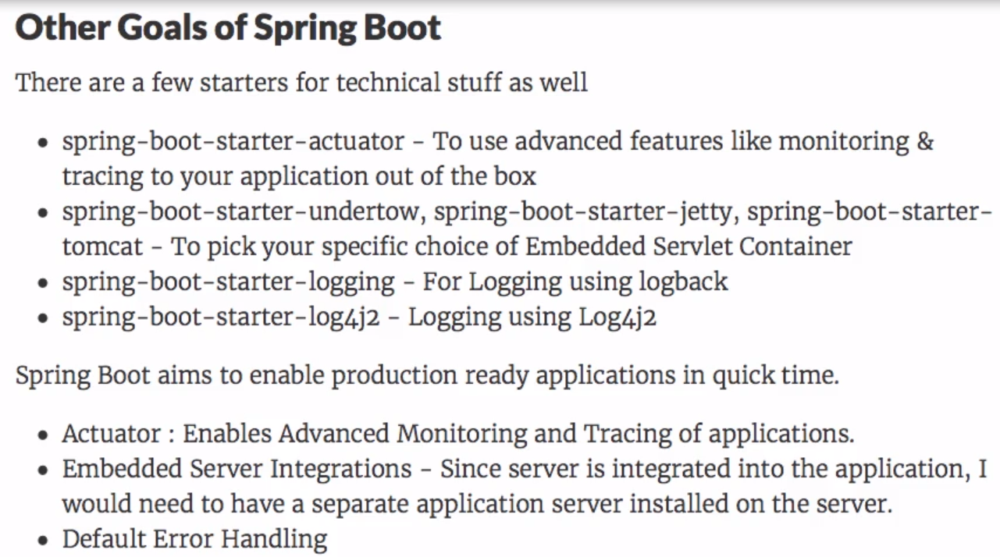 Other Goals of Spring Boot
There are a few starters for technical stuff as well
• spring-boot-starter-actuator - To use advanced features like monitoring &
tracing to your application out of the box
• spring-boot-starter-undertow, spring-boot-starter-jetty, spring-boot-starter-
tomcat - To pick your specific choice of Embedded Servlet Container
• spring-boot-starter-logging - For Logging using logback
• spring-boot-starter-log4j2 - Logging using Log4j2
Spring Boot aims to enable production ready applications in quick time.
• Actuator : Enables Advanced Monitoring and Tracing of applications.
• Embedded Server Integrations - Since server is integrated into the application, I
would need to have a separate application server installed on the server.
• Default Error Handling